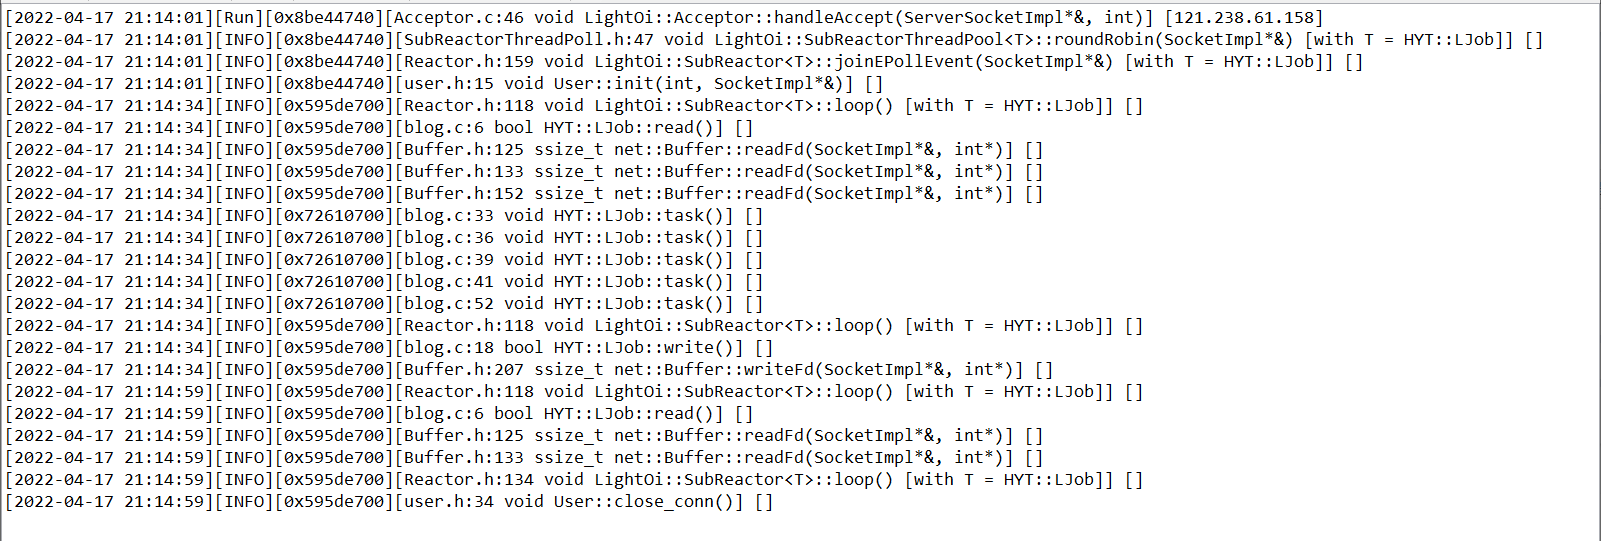 [2022-04-17 21:14:01][Run][0x8be44740][Acceptor.c:46 void LightOi::Acceptor::handleAccept(ServerSocketImpl*&, int)] [121.238.61.158]
[2022-04-17 21:14:01][INFO][0x8be44740][SubReactorThreadPoll.h:47 void LightOi::SubReactorThreadPool<T>::roundRobin(SocketImpl*&) [with T = HYT::LJob]] []
[2022-04-17 21:14:01][INFO][0x8be44740][Reactor.h:159 void LightOi::SubReactor<T>::joinEPollEvent(SocketImpl*&) [with T = HYT::LJob]] []
[2022-04-17 21:14:01][INFO][0x8be44740][user.h:15 void User::init(int, SocketImpl*&)] []
[2022-04-17 21:14:34][INFO][0x595de700][Reactor.h:118 void LightOi::SubReactor<T>::loop() [with T = HYT::LJob]] []
[2022-04-17 21:14:34][INFO][0x595de700][blog.c:6 bool HYT::LJob::read()] []
[2022-04-17 21:14:34][INFO][0x595de700][Buffer.h:125 ssize_t net::Buffer::readFd(SocketImpl*&, int*)] []
[2022-04-17 21:14:34][INFO][0x595de700][Buffer.h:133 ssize_t net::Buffer::readFd(SocketImpl*&, int*)] []
[2022-04-17 21:14:34][INFO][0x595de700][Buffer.h:152 ssize_t net::Buffer::readFd(SocketImpl*&, int*)] []
[2022-04-17 21:14:34][INFO][0x72610700][blog.c:33 void HYT::LJob::task()] []
[2022-04-17 21:14:34][INFO][0x72610700][blog.c:36 void HYT::LJob::task()] []
[2022-04-17 21:14:34][INFO][0x72610700][blog.c:39 void HYT::LJob::task()] []
[2022-04-17 21:14:34][INFO][0x72610700][blog.c:41 void HYT::LJob::task()] []
[2022-04-17 21:14:34][INFO][0x72610700][blog.c:52 void HYT::LJob::task()] []
[2022-04-17 21:14:34][INFO][0x595de700][Reactor.h:118 void LightOi::SubReactor<T>::loop() [with T = HYT::LJob]] []
[2022-04-17 21:14:34][INFO][0x595de700][blog.c:18 bool HYT::LJob::write()] []
[2022-04-17 21:14:34][INFO][0x595de700][Buffer.h:207 ssize_t net::Buffer::writeFd(SocketImpl*&, int*)] []
[2022-04-17 21:14:59][INFO][0x595de700][Reactor.h:118 void LightOi::SubReactor<T>::loop() [with T = HYT::LJob]] []
[2022-04-17 21:14:59][INFO][0x595de700][blog.c:6 bool HYT::LJob::read()] []
[2022-04-17 21:14:59][INFO][0x595de700][Buffer.h:125 ssize_t net::Buffer::readFd(SocketImpl*&, int*)] []
[2022-04-17 21:14:59][INFO][0x595de700][Buffer.h:133 ssize_t net::Buffer::readFd(SocketImpl*&, int*)] []
[2022-04-17 21:14:59][INFO][0x595de700][Reactor.h:134 void LightOi::SubReactor<T>::loop() [with T = HYT::LJob]] []
[2022-04-17 21:14:59][INFO][0x595de700][user.h:34 void User::close_conn()] []